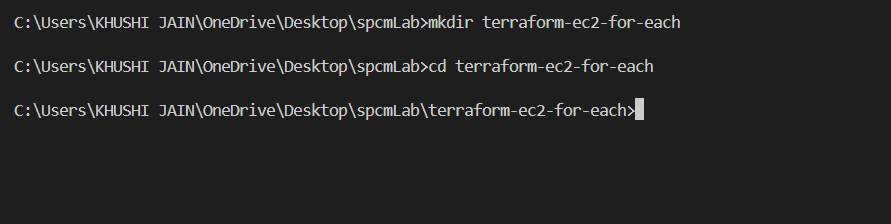 C:\Users\KHUSHI JAIN\OneDrive\Desktop\spcmLab>mkdir terraform-ec2-for-each
C:\Users\KHUSHI JAIN\OneDrive\Desktop\spcmLab>cd terraform-ec2-for-each
C:\Users\KHUSHI JAIN\OneDrive\Desktop\spcmLab\terraform-ec2-for-each>